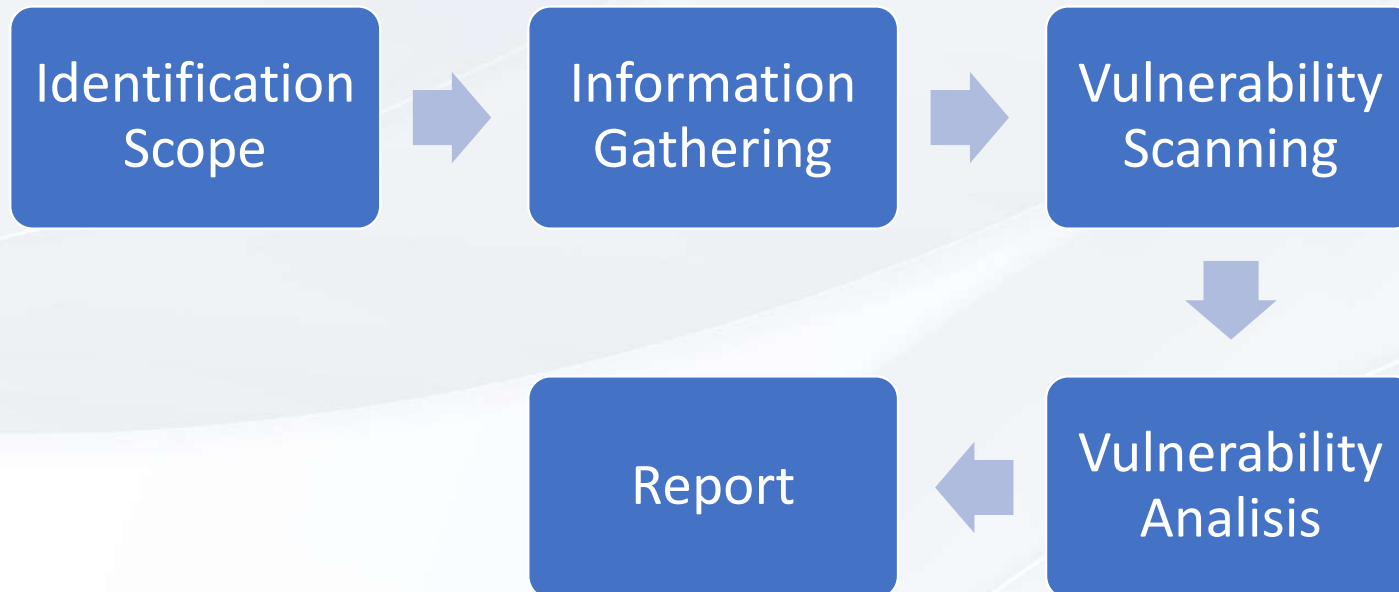 Identification
Scope
Information
Gathering
Vulnerability
Scanning
Vulnerability
Analisis
Report